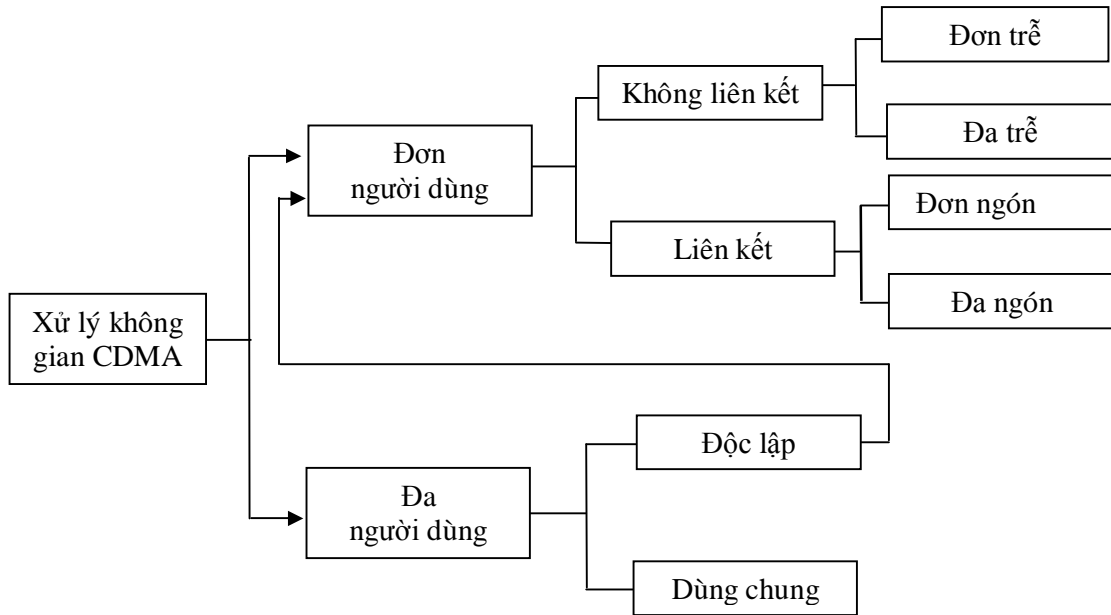 Đơn trễ
Không liên kết
Đa trễ
Đơn
người dùng
Đơn ngón
Liên kết
Đa ngón
Xử lý không
gian CDMA
Độc lập
Đa
người dùng
Dùng chung